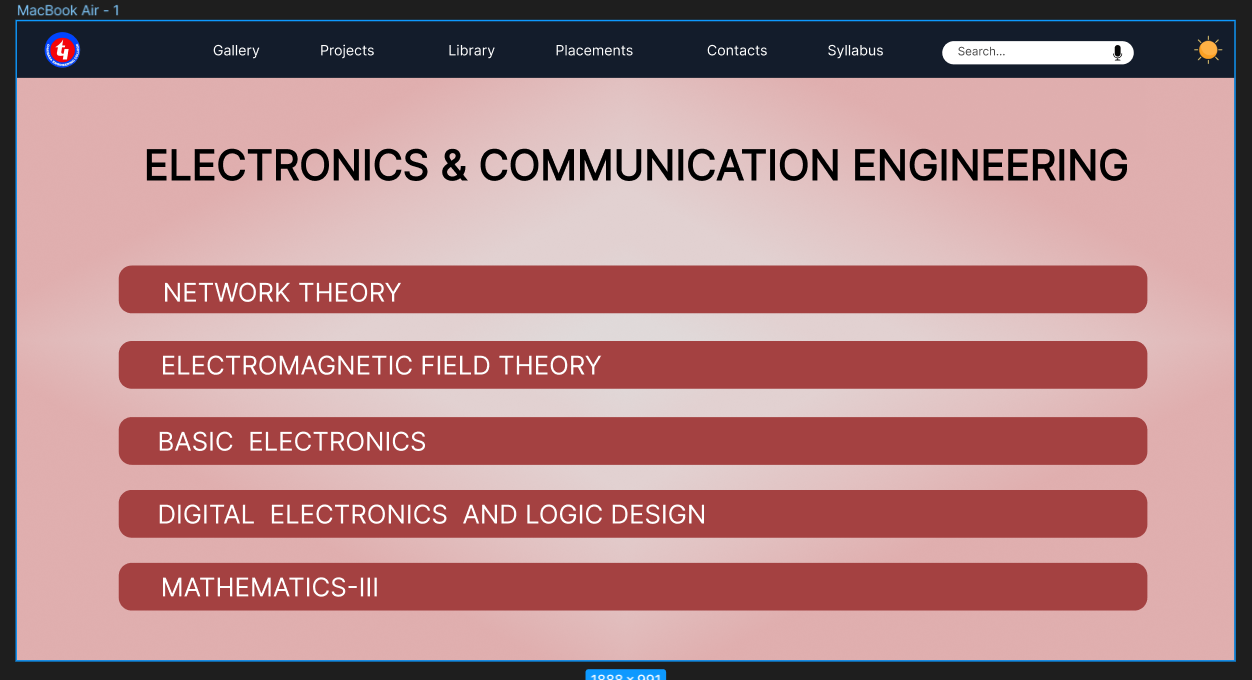 MacBook Air - 1
Gallery Projects Library Placements Contacts Syllabus Search...
ELECTRONICS & COMMUNICATION ENGINEERING
NETWORK THEORY
ELECTROMAGNETIC FIELD THEORY
BASIC ELECTRONICS
DIGITAL ELECTRONICS AND LOGIC DESIGN
MATHEMATICS-III
1888 × 991